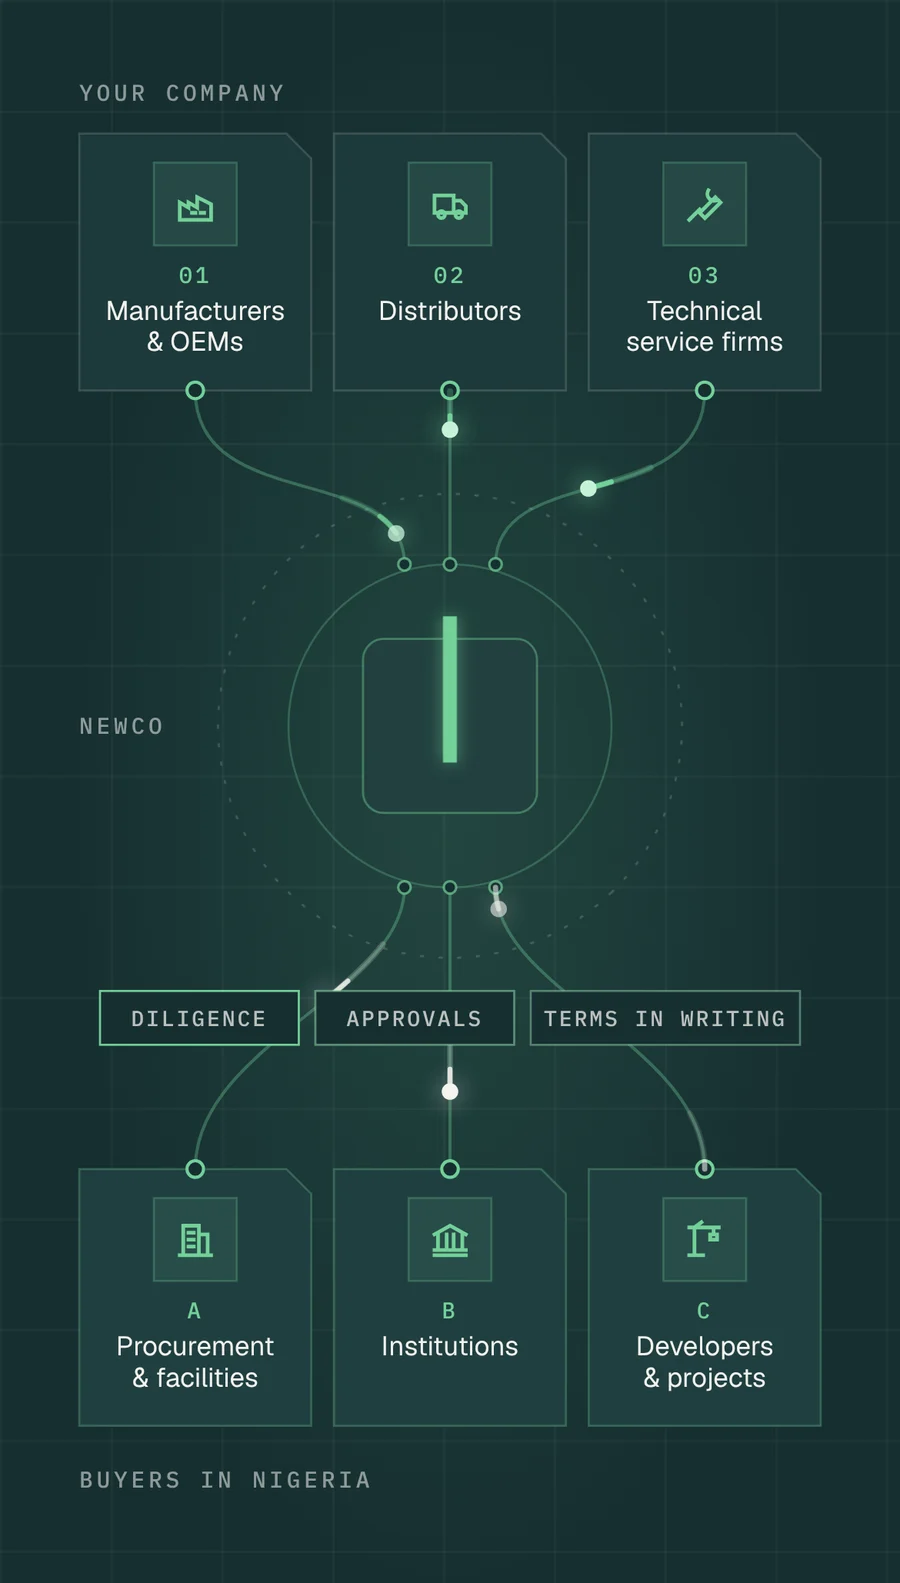 YOUR COMPANY
01
Manufacturers
& OEMs
02
Distributors
03
Technical
service firms
NEWCO
DILIGENCE
APPROVALS
TERMS IN WRITING
A
Procurement
& facilities
B
Institutions
C
Developers
& projects
BUYERS IN NIGERIA